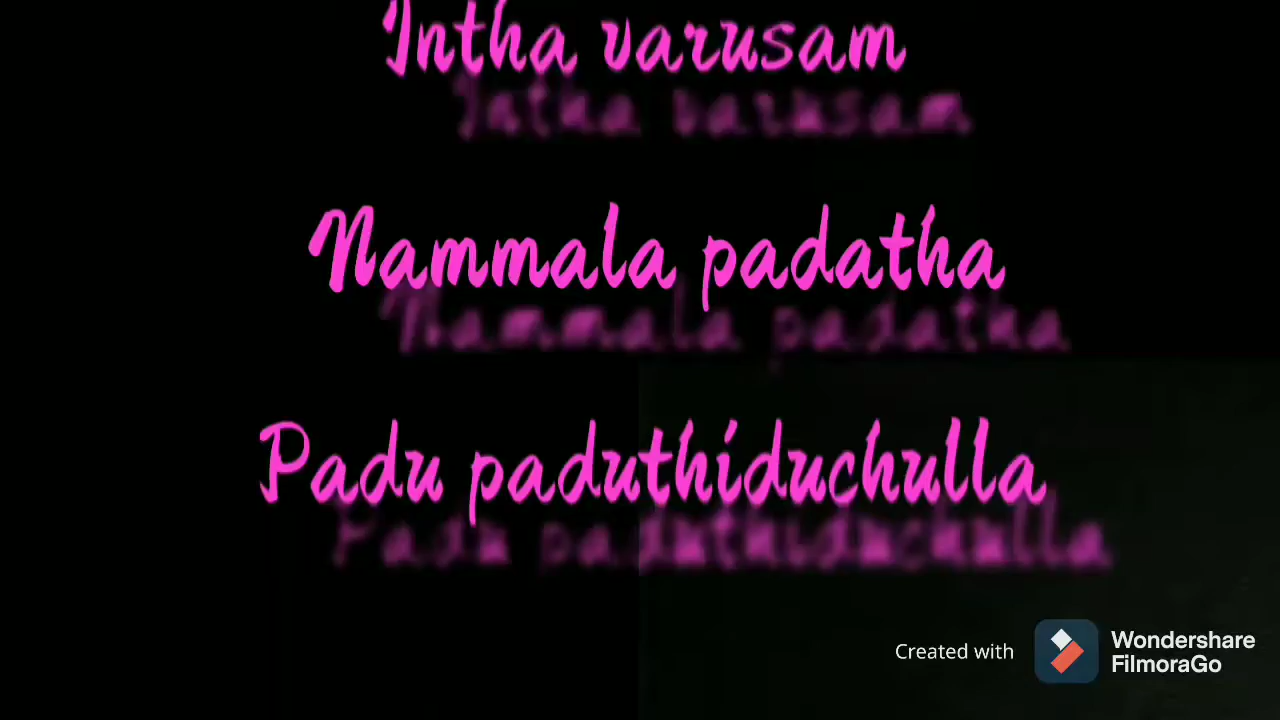 Intha varusam
Nammala padatha
Padu paduthiduchulla
Created with
Wondershare
FilmoraGo